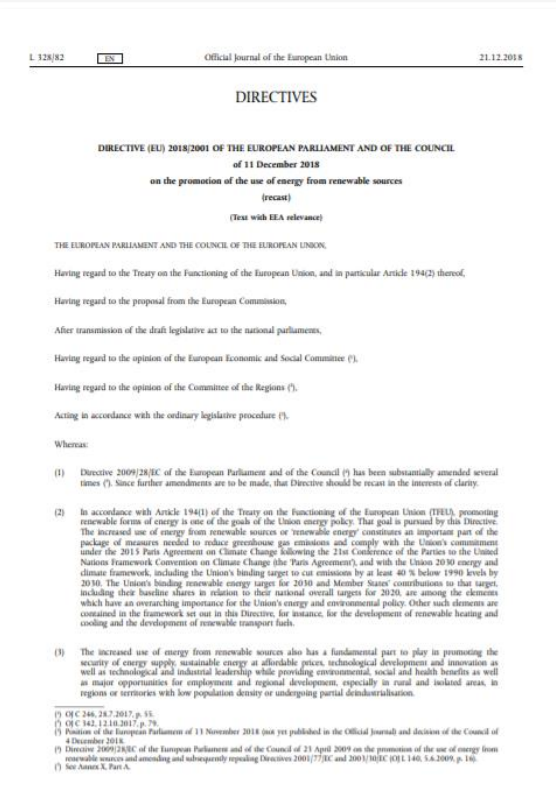 L 328/82 EN Official Journal of the European Union 21.12.2018
DIRECTIVES
DIRECTIVE (EU) 2018/2001 OF THE EUROPEAN PARLIAMENT AND OF THE COUNCIL
of 11 December 2018
on the promotion of the use of energy from renewable sources
(recast)
(Text with EEA relevance)
THE EUROPEAN PARLIAMENT AND THE COUNCIL OF THE EUROPEAN UNION,
Having regard to the Treaty on the Functioning of the European Union, and in particular Article 194(2) thereof,
Having regard to the proposal from the European Commission,
After transmission of the draft legislative act to the national parliaments,
Having regard to the opinion of the European Economic and Social Committee (¹),
Having regard to the opinion of the Committee of the Regions (²),
Acting in accordance with the ordinary legislative procedure (³),
Whereas:
(1) Directive 2009/28/EC of the European Parliament and of the Council (⁴) has been substantially amended several
times (⁵). Since further amendments are to be made, that Directive should be recast in the interests of clarity.
(2) In accordance with Article 194(1) of the Treaty on the Functioning of the European Union (TFEU), promoting
renewable forms of energy is one of the goals of the Union energy policy. That goal is pursued by this Directive.
The increased use of energy from renewable sources or 'renewable energy' constitutes an important part of the
package of measures needed to reduce greenhouse gas emissions and comply with the Union's commitment
under the 2015 Paris Agreement on Climate Change following the 21st Conference of the Parties to the United
Nations Framework Convention on Climate Change (the 'Paris Agreement'), and with the Union 2030 energy and
climate framework, including the Union's binding target to cut emissions by at least 40 % below 1990 levels by
2030. The Union's binding renewable energy target for 2030 and Member States' contributions to that target,
including their baseline shares in relation to their national overall targets for 2020, are among the elements
which have an overarching importance for the Union's energy and environmental policy. Other such elements are
contained in the framework set out in this Directive, for instance, for the development of renewable heating and
cooling and the development of renewable transport fuels.
(3) The increased use of energy from renewable sources also has a fundamental part to play in promoting the
security of energy supply, sustainable energy at affordable prices, technological development and innovation as
well as technological and industrial leadership while providing environmental, social and health benefits as well
as major opportunities for employment and regional development, especially in rural and isolated areas, in
regions or territories with low population density or undergoing partial deindustrialisation.
(¹) OJ C 246, 28.7.2017, p. 55.
(²) OJ C 342, 12.10.2017, p. 79.
(³) Position of the European Parliament of 13 November 2018 (not yet published in the Official Journal) and decision of the Council of
4 December 2018.
(⁴) Directive 2009/28/EC of the European Parliament and of the Council of 23 April 2009 on the promotion of the use of energy from
renewable sources and amending and subsequently repealing Directives 2001/77/EC and 2003/30/EC (OJ L 140, 5.6.2009, p. 16).
(⁵) See Annex X, Part A.